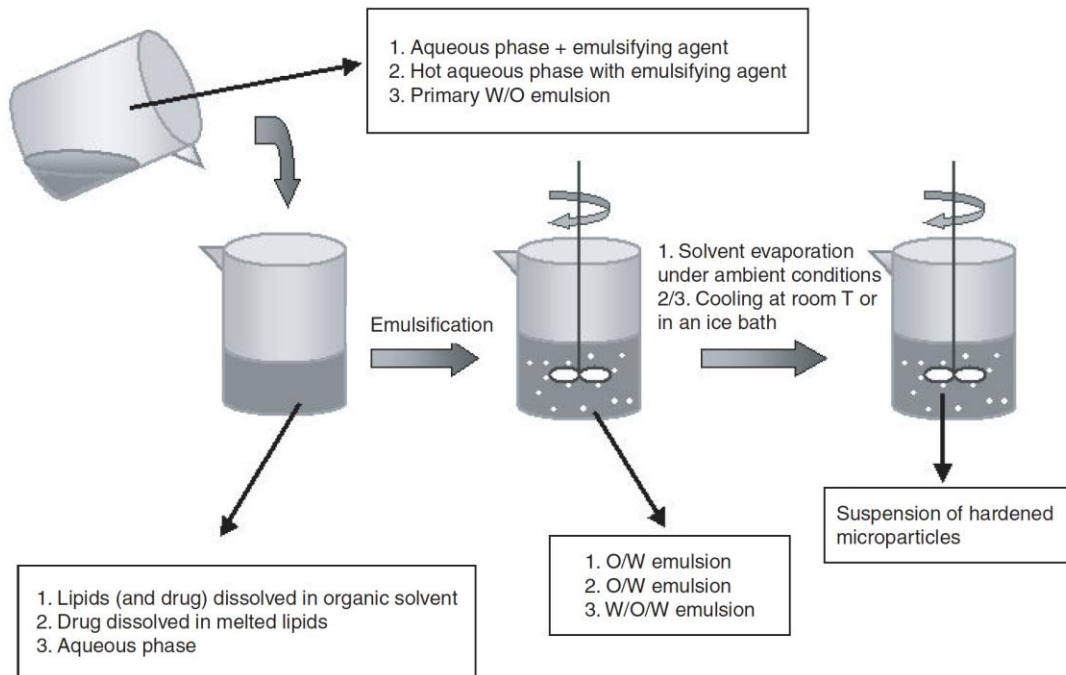 1. Aqueous phase + emulsifying agent
2. Hot aqueous phase with emulsifying agent
3. Primary W/O emulsion
Emulsification
1. Solvent evaporation
under ambient conditions
2/3. Cooling at room T or
in an ice bath
Suspension of hardened
microparticles
1. Lipids (and drug) dissolved in organic solvent
2. Drug dissolved in melted lipids
3. Aqueous phase
1. O/W emulsion
2. O/W emulsion
3. W/O/W emulsion